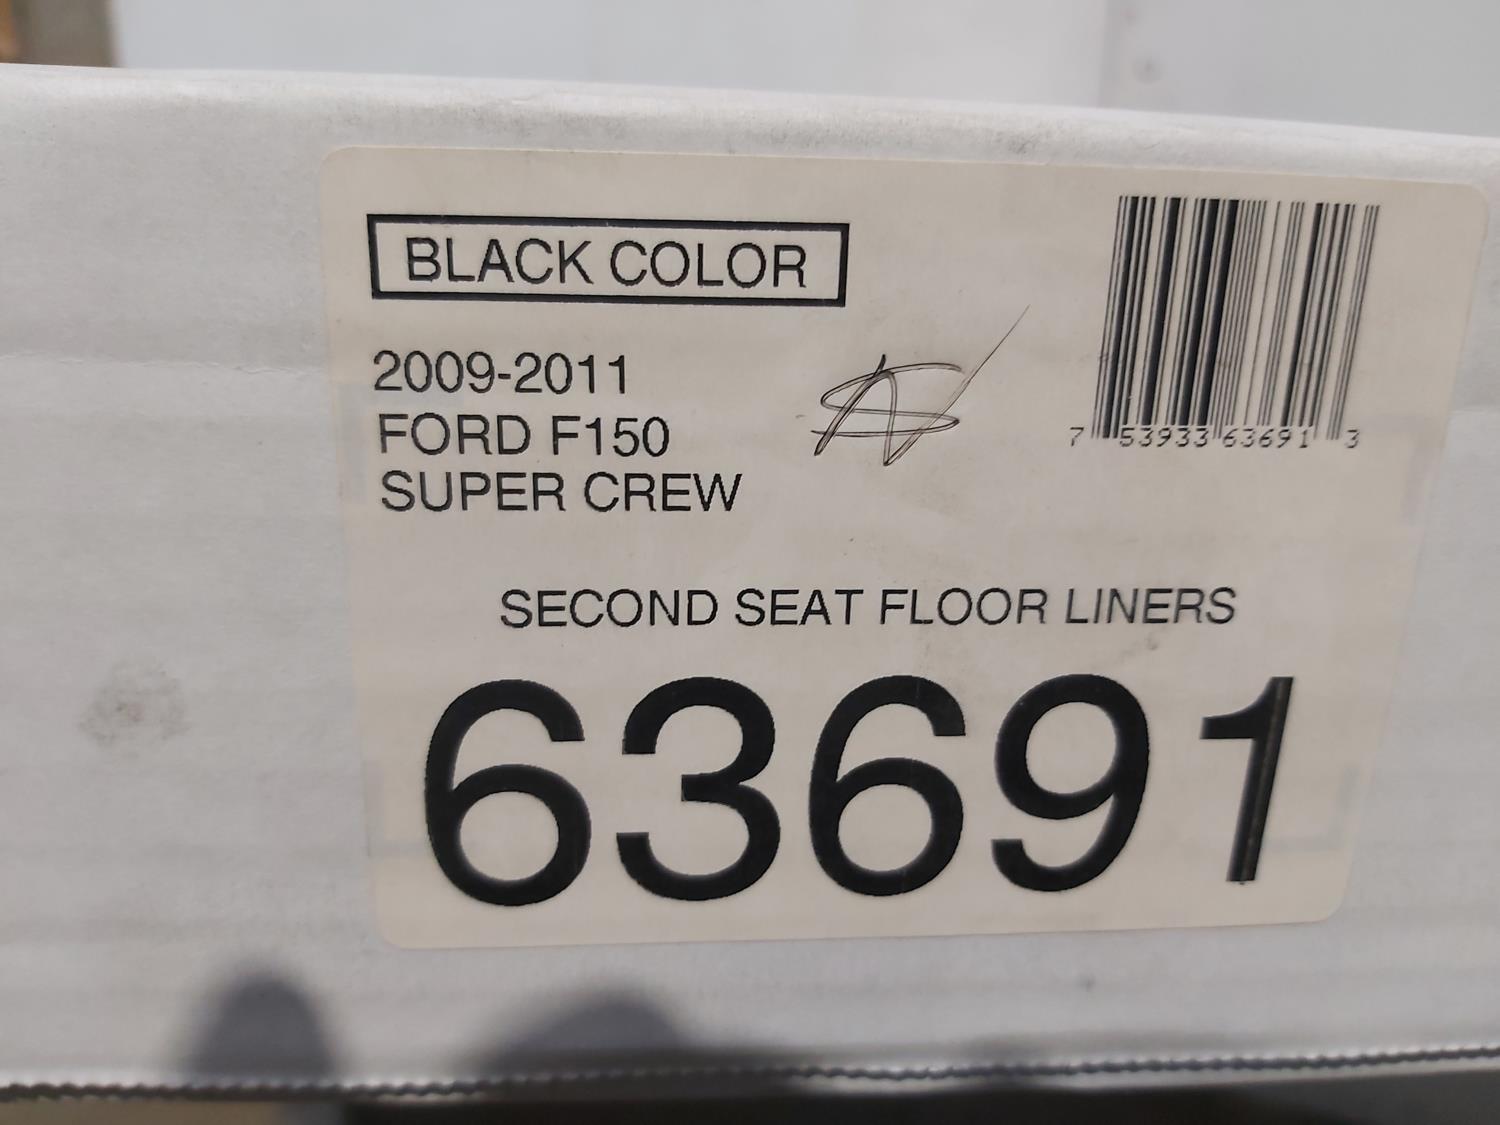 BLACK COLOR
2009-2011
FORD F150
SUPER CREW
7 53933 63691 3
SECOND SEAT FLOOR LINERS
63691